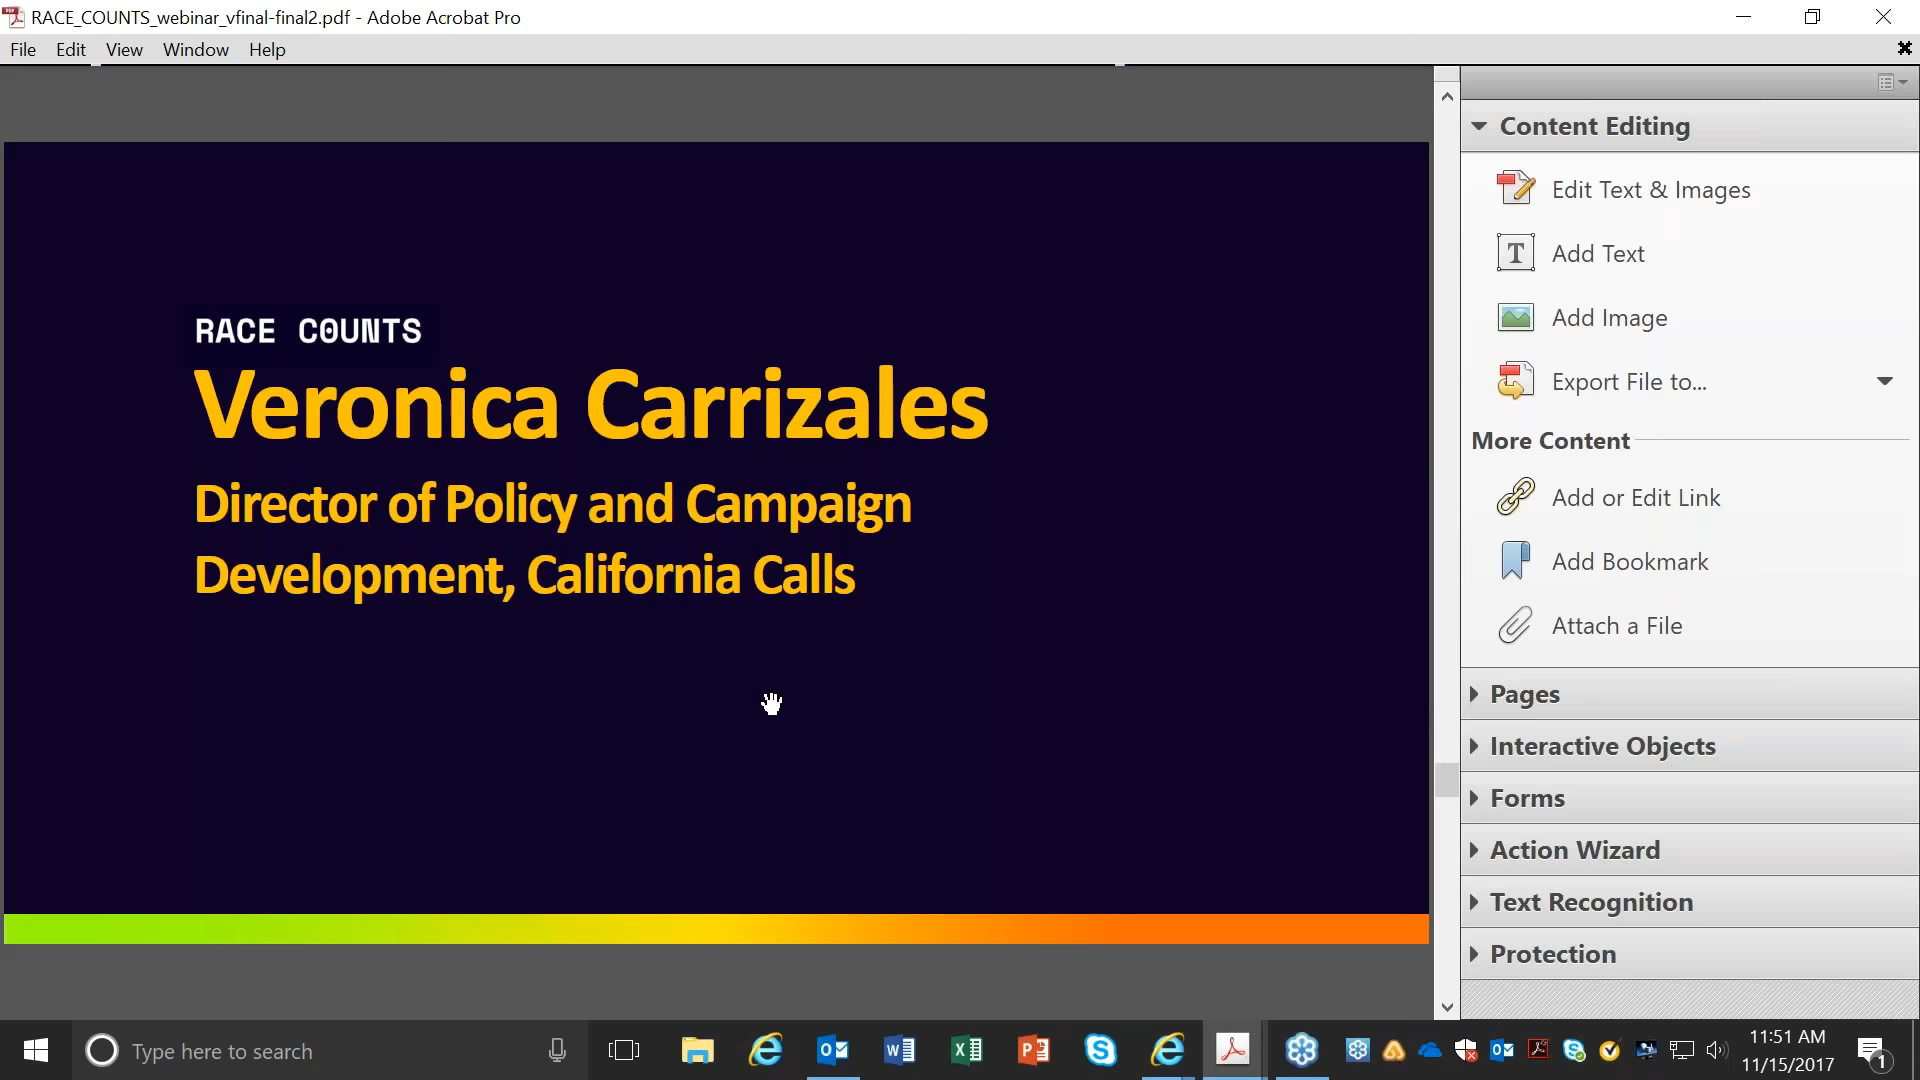 RACE_COUNTS_webinar_vfinal-final2.pdf - Adobe Acrobat Pro
File Edit View Window Help
RACE COUNTS
Veronica Carrizales
Director of Policy and Campaign
Development, California Calls
Content Editing
Edit Text & Images
T Add Text
Add Image
Export File to...
More Content
Add or Edit Link
Add Bookmark
Attach a File
Pages
Interactive Objects
Forms
Action Wizard
Text Recognition
Protection
Type here to search
11:51 AM
11/15/2017
1